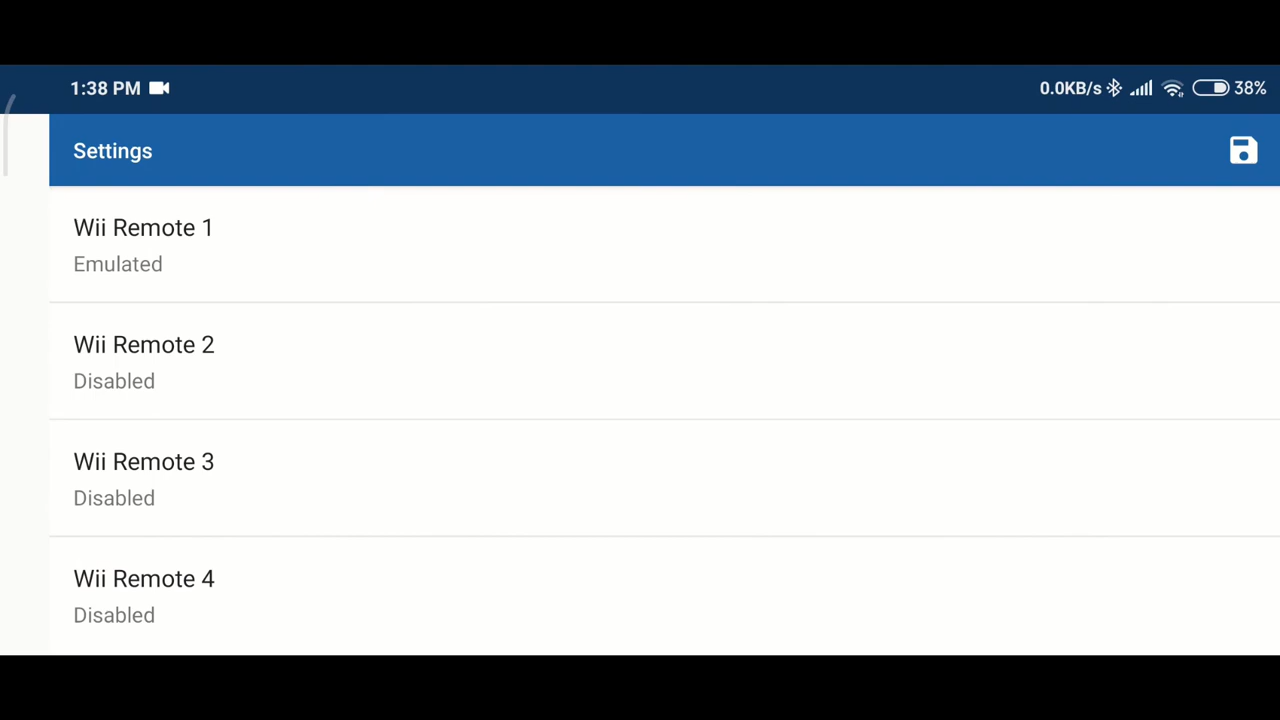 1:38 PM 0.0KB/s 38%
Settings
Wii Remote 1
Emulated
Wii Remote 2
Disabled
Wii Remote 3
Disabled
Wii Remote 4
Disabled